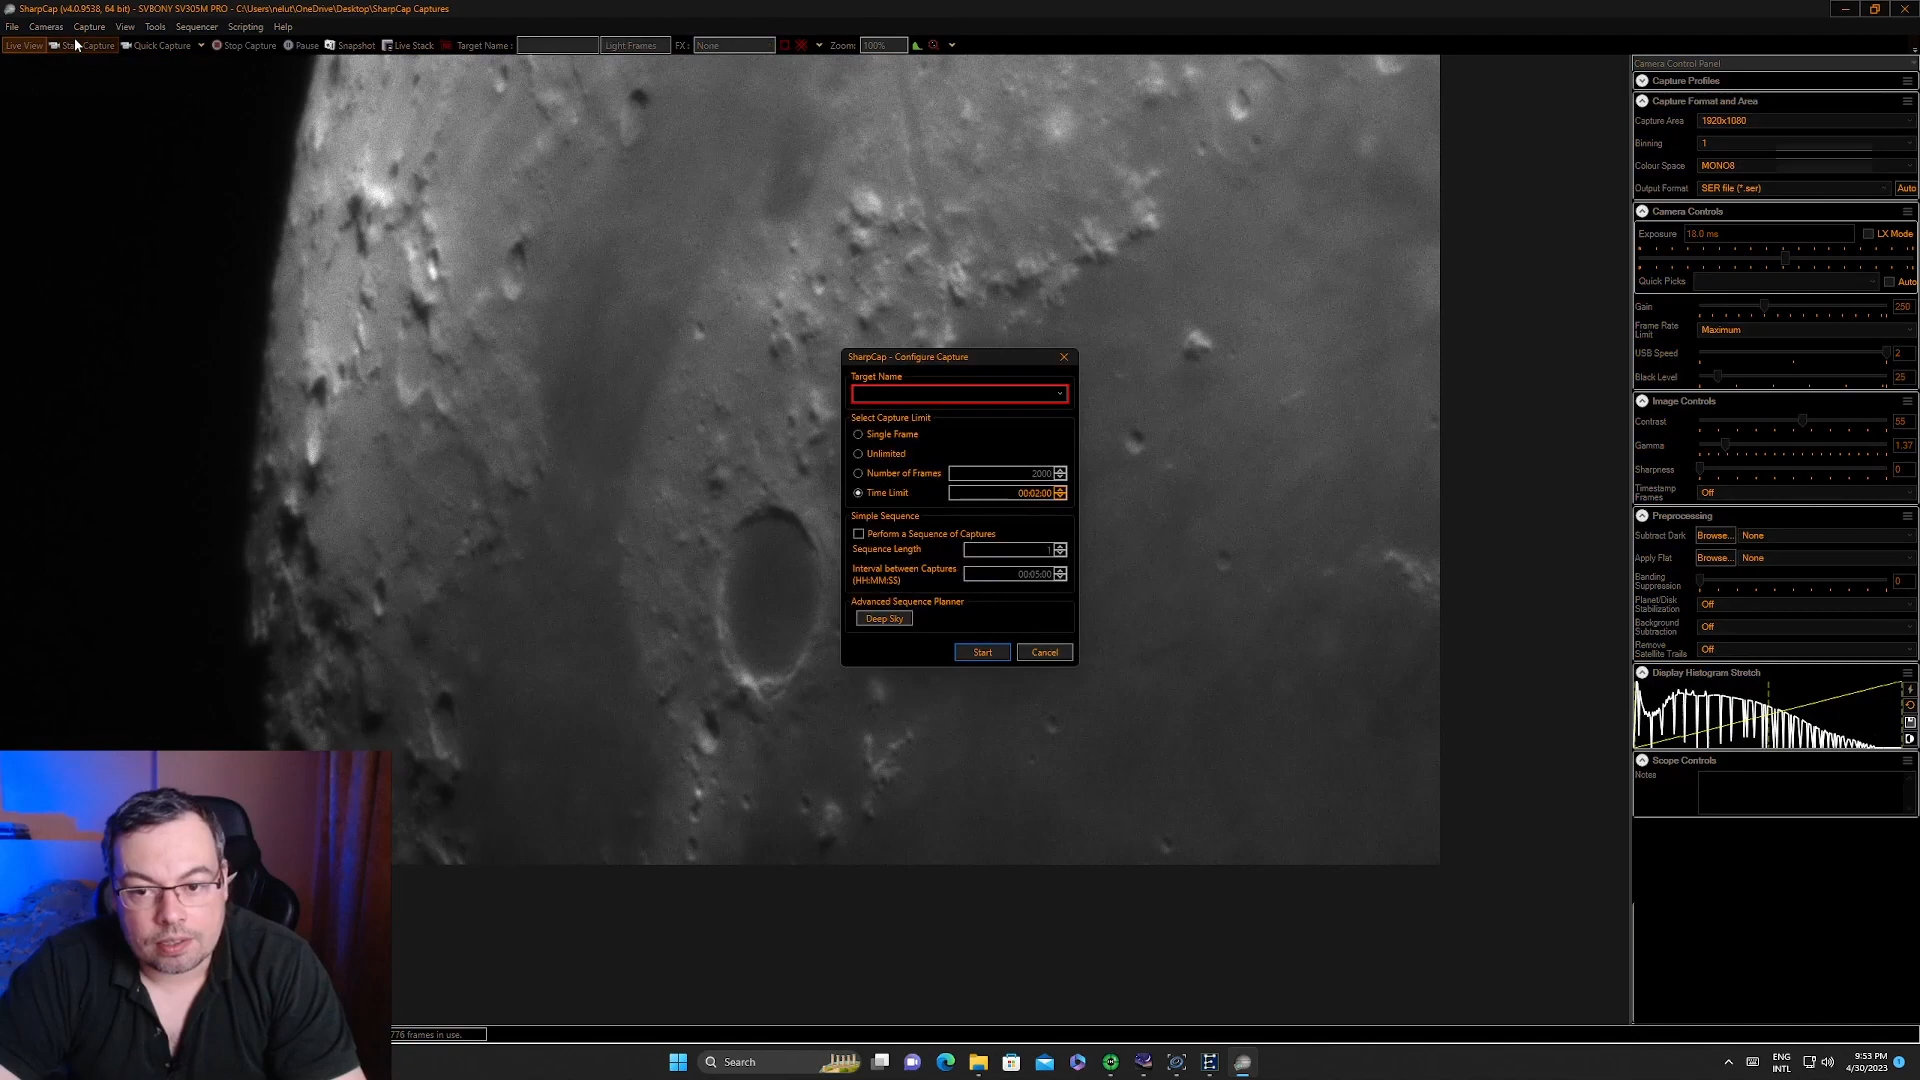 SharpCap (v4.0.9538, 64 bit) - SVBONY SV305M PRO - C:\Users\nelut\OneDrive\Desktop\SharpCap Captures
File Cameras Capture View Tools Sequencer Scripting Help
Live View Start Capture Quick Capture Stop Capture Pause Snapshot Live Stack Target Name : Light Frames FX : None Zoom: 100%
Camera Control Panel
Capture Profiles
Capture Format and Area
Capture Area 1920x1080
Binning 1
Colour Space MONO8
Output Format SER file (*.ser) Auto
Camera Controls
Exposure 18.0 ms LX Mode
Quick Picks Auto
Gain 250
Frame Rate Limit Maximum
USB Speed 2
Black Level 25
Image Controls
Contrast 55
Gamma 1.37
Sharpness 0
Timestamp Frames Off
Preprocessing
Subtract Dark Browse... None
Apply Flat Browse... None
Banding Suppression 0
Planet/Disk Stabilization Off
Background Subtraction Off
Remove Satellite Trails Off
Display Histogram Stretch
Scope Controls
Notes
SharpCap - Configure Capture
Target Name
Select Capture Limit
Single Frame
Unlimited
Number of Frames 2000
Time Limit 00:02:00
Simple Sequence
Perform a Sequence of Captures
Sequence Length 1
Interval between Captures (HH:MM:SS) 00:05:00
Advanced Sequence Planner
Deep Sky
Start Cancel
776 frames in use.
Search
ENG
INTL
9:53 PM
4/30/2023
1